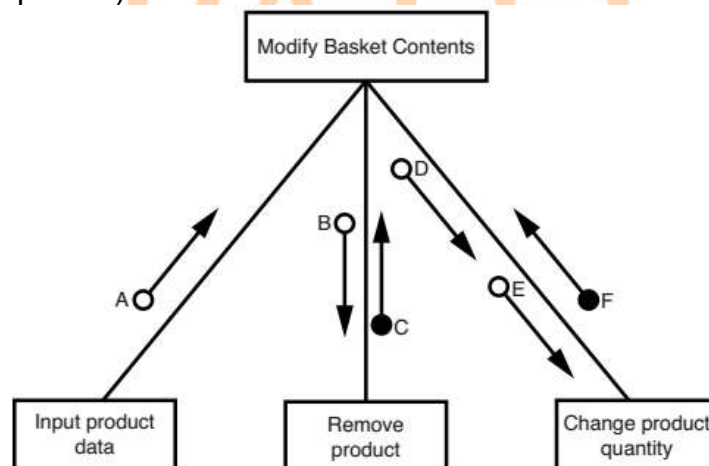 Modify Basket Contents
D
B
A
E
F
C
Input product
data
Remove
product
Change product
quantity